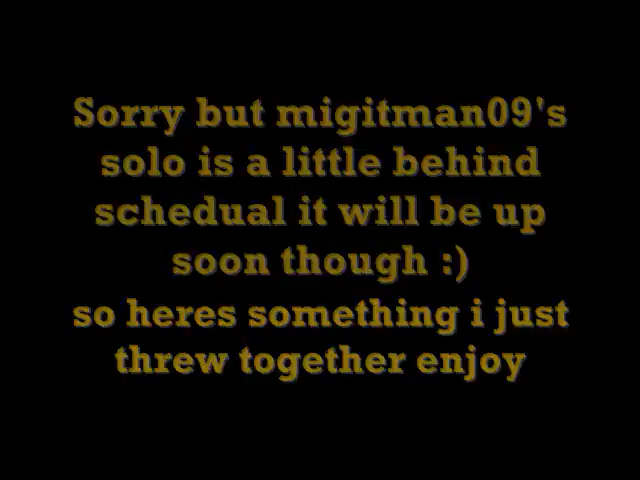 Sorry but migitman09's
solo is a little behind
schedual it will be up
soon though :)
so heres something i just
threw together enjoy